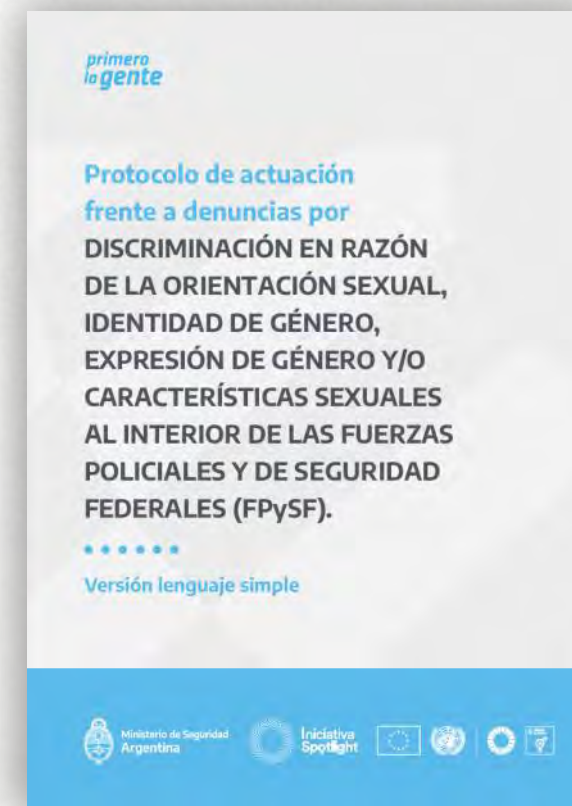 primero
la gente
Protocolo de actuación
frente a denuncias por
DISCRIMINACIÓN EN RAZÓN
DE LA ORIENTACIÓN SEXUAL,
IDENTIDAD DE GÉNERO,
EXPRESIÓN DE GÉNERO Y/O
CARACTERÍSTICAS SEXUALES
AL INTERIOR DE LAS FUERZAS
POLICIALES Y DE SEGURIDAD
FEDERALES (FPySF).
Versión lenguaje simple
Ministerio de Seguridad
Argentina
Iniciativa
Spotlight